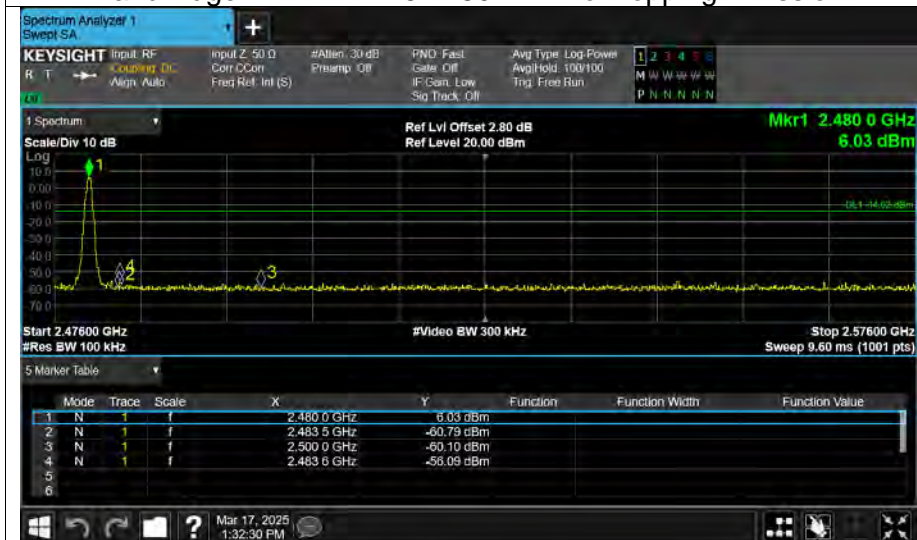 Spectrum Analyzer 1
Swept SA
+
KEYSIGHT Input: RF
R T Coupling: DC
Align: Auto
Input Z: 50 Ω
Corr CCorr
Freq Ref: Int (S)
#Atten: 30 dB
Preamp: Off
PNO: Fast
Gate: Off
IF Gain: Low
Sig Track: Off
Avg Type: Log-Power
Avg|Hold: 100/100
Trig: Free Run
1 2 3 4 5 6
M W W W W W
P N N N N N
1 Spectrum
Scale/Div 10 dB
Ref Lvl Offset 2.80 dB
Ref Level 20.00 dBm
Mkr1 2.480 0 GHz
6.03 dBm
Log
10.0
0.00
-10.0
-20.0
-30.0
-40.0
-50.0
-60.0
-70.0
1
4
2
3
DL1 -14.02 dBm
Start 2.47600 GHz
#Res BW 100 kHz
#Video BW 300 kHz
Stop 2.57600 GHz
Sweep 9.60 ms (1001 pts)
5 Marker Table
Mode Trace Scale X Y Function Function Width Function Value
1 N 1 f 2.480 0 GHz 6.03 dBm
2 N 1 f 2.483 5 GHz -60.79 dBm
3 N 1 f 2.500 0 GHz -60.10 dBm
4 N 1 f 2.483 6 GHz -56.09 dBm
5
6
?
Mar 17, 2025
1:32:30 PM